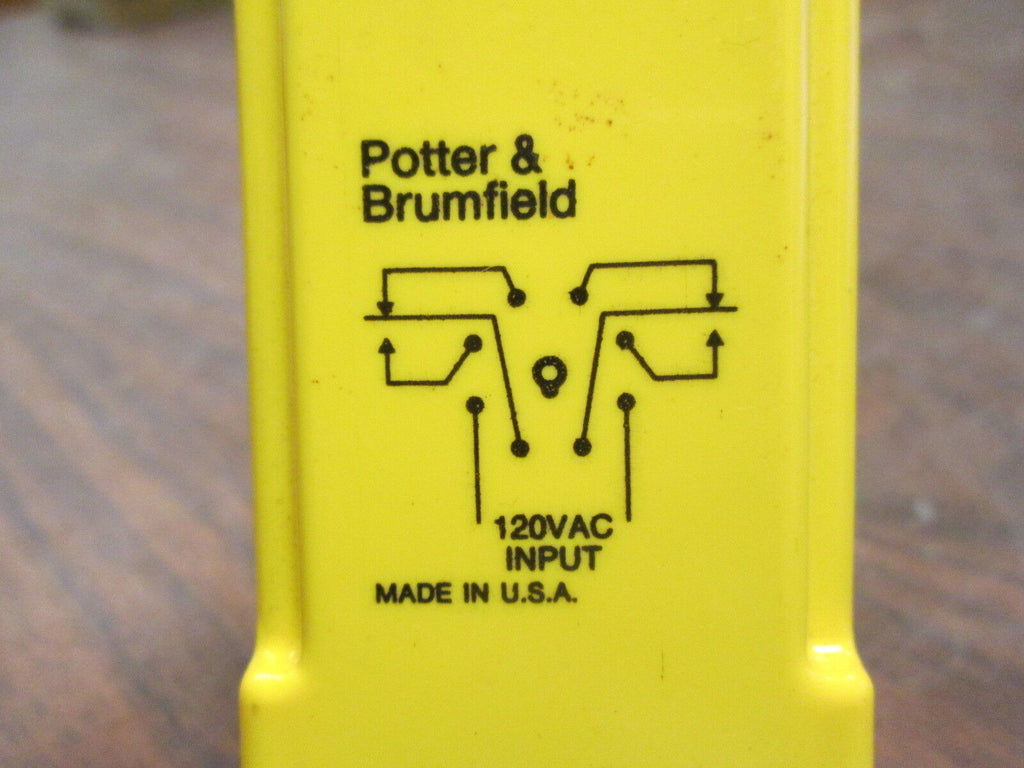 Potter &
Brumfield
120VAC
INPUT
MADE IN U.S.A.